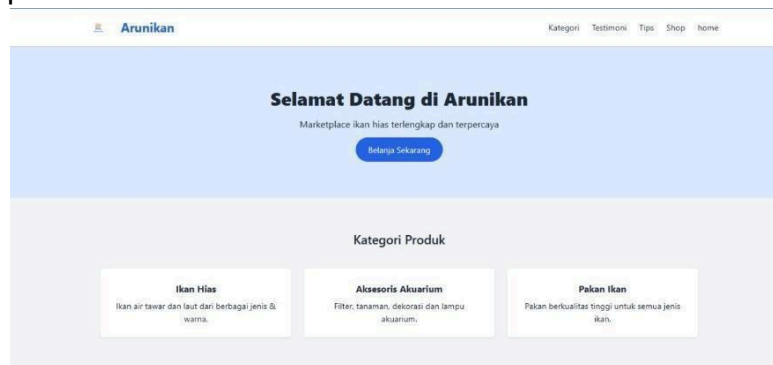 Arunikan
Kategori Testimoni Tips Shop home
Selamat Datang di Arunikan
Marketplace ikan hias terlengkap dan terpercaya
Belanja Sekarang
Kategori Produk
Ikan Hias
Ikan air tawar dan laut dari berbagai jenis &
warna.
Aksesoris Akuarium
Filter, tanaman, dekorasi dan lampu
akuarium.
Pakan Ikan
Pakan berkualitas tinggi untuk semua jenis
ikan.